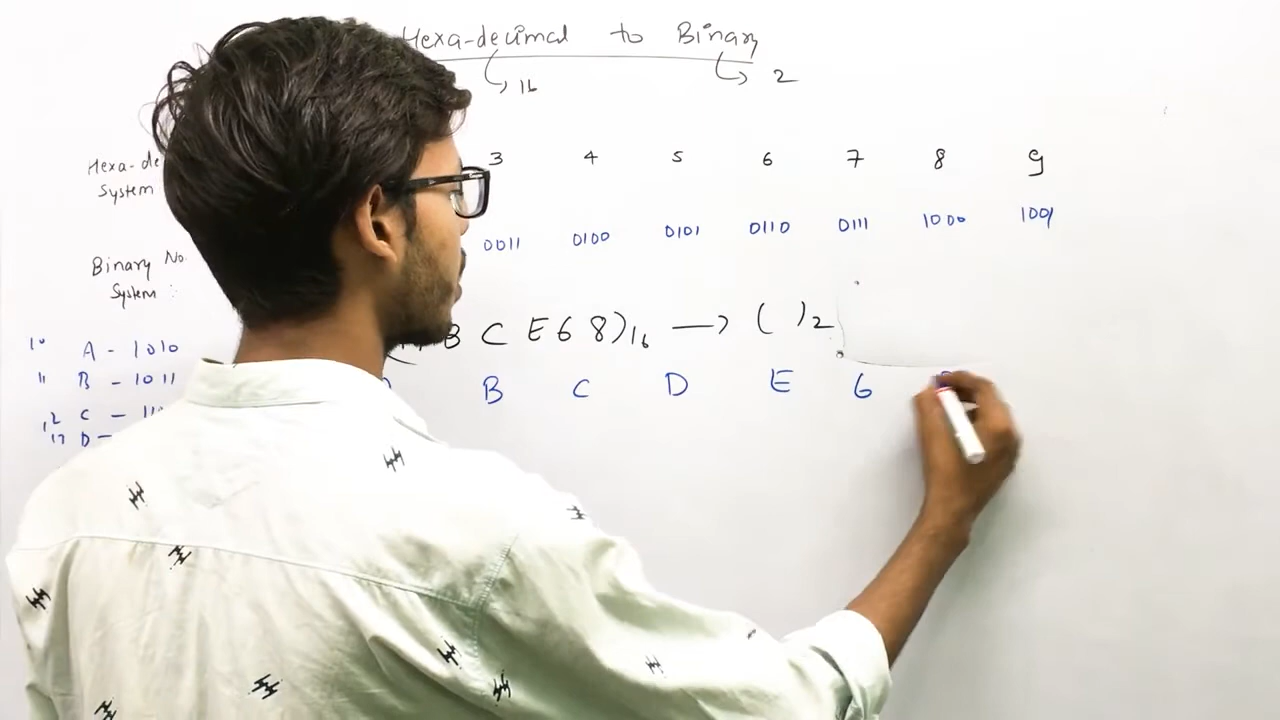 Hexa-decimal to Binary
16 2
Hexa-de
System
3 4 5 6 7 8 9
0011 0100 0101 0110 0111 1000 1001
Binary No.
System :
B C E 6 8)16 → ( )2
10 A - 1010
11 B - 1011
12 C - 11
13 D -
B C D E 6